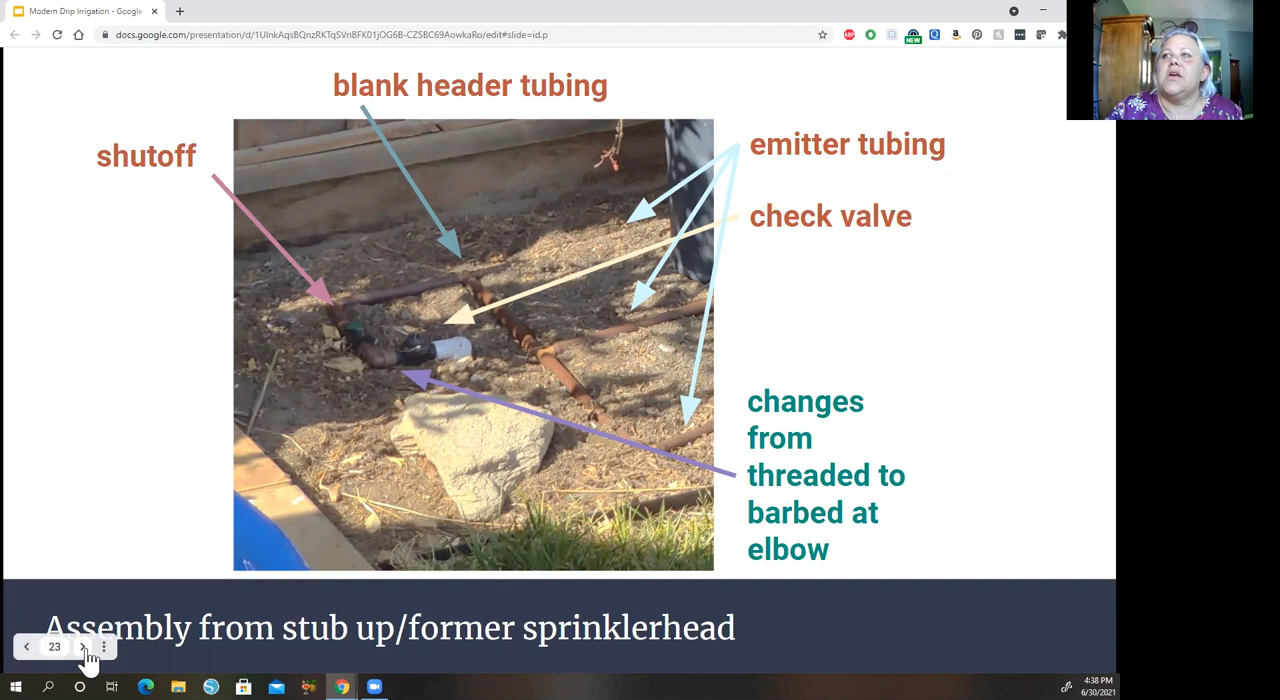 Modern Drip Irrigation - Google
docs.google.com/presentation/d/1UInkAqsBQnzRKTqSVnBFK01jOG6B-CZSBC69AowkaRo/edit#slide=id.p
NEW
blank header tubing
shutoff
emitter tubing
check valve
changes
from
threaded to
barbed at
elbow
Assembly from stub up/former sprinklerhead
23
4:38 PM
6/30/2021